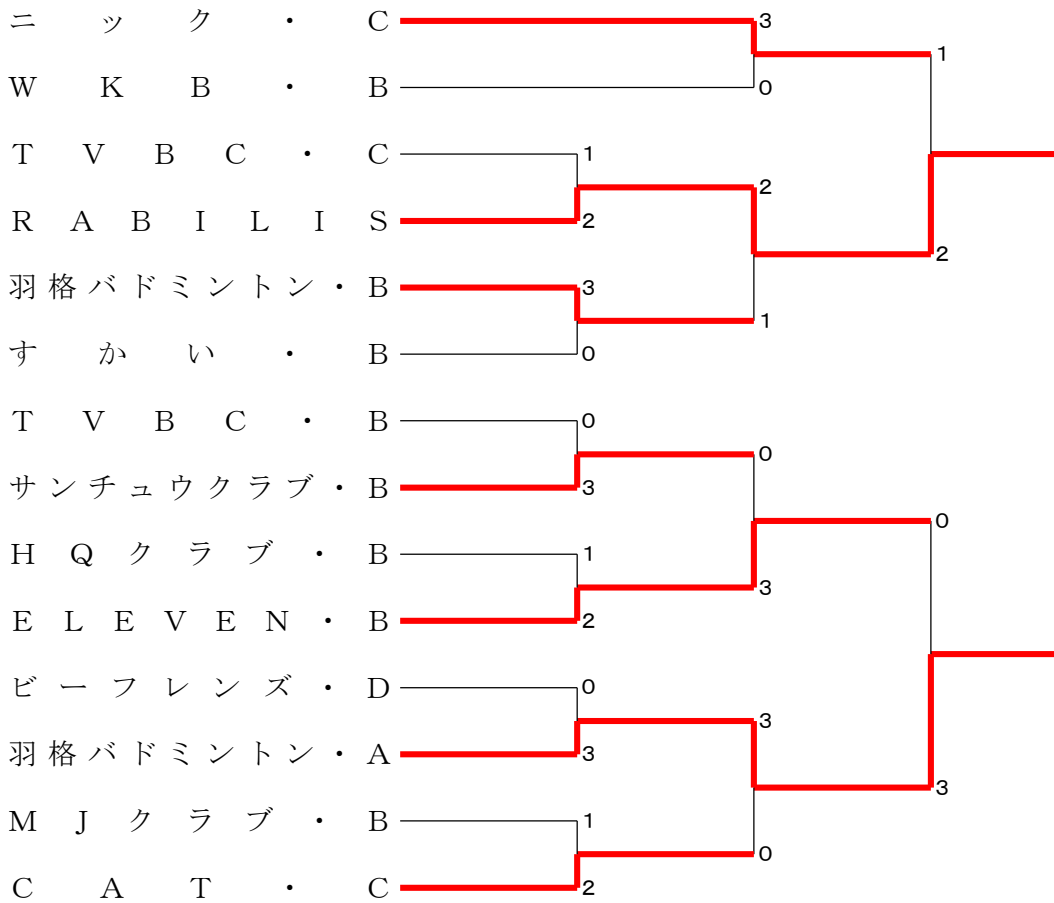 ニック・C 3
1
WKB・B 0
TVBC・C 1
2
RABILIS 2
2
羽格バドミントン・B 3
1
すかい・B 0
TVBC・B 0
0
サンチュウクラブ・B 3
0
HQクラブ・B 1
3
ELEVEN・B 2
ビーフレンズ・D 0
3
羽格バドミントン・A 3
3
MJクラブ・B 1
0
CAT・C 2